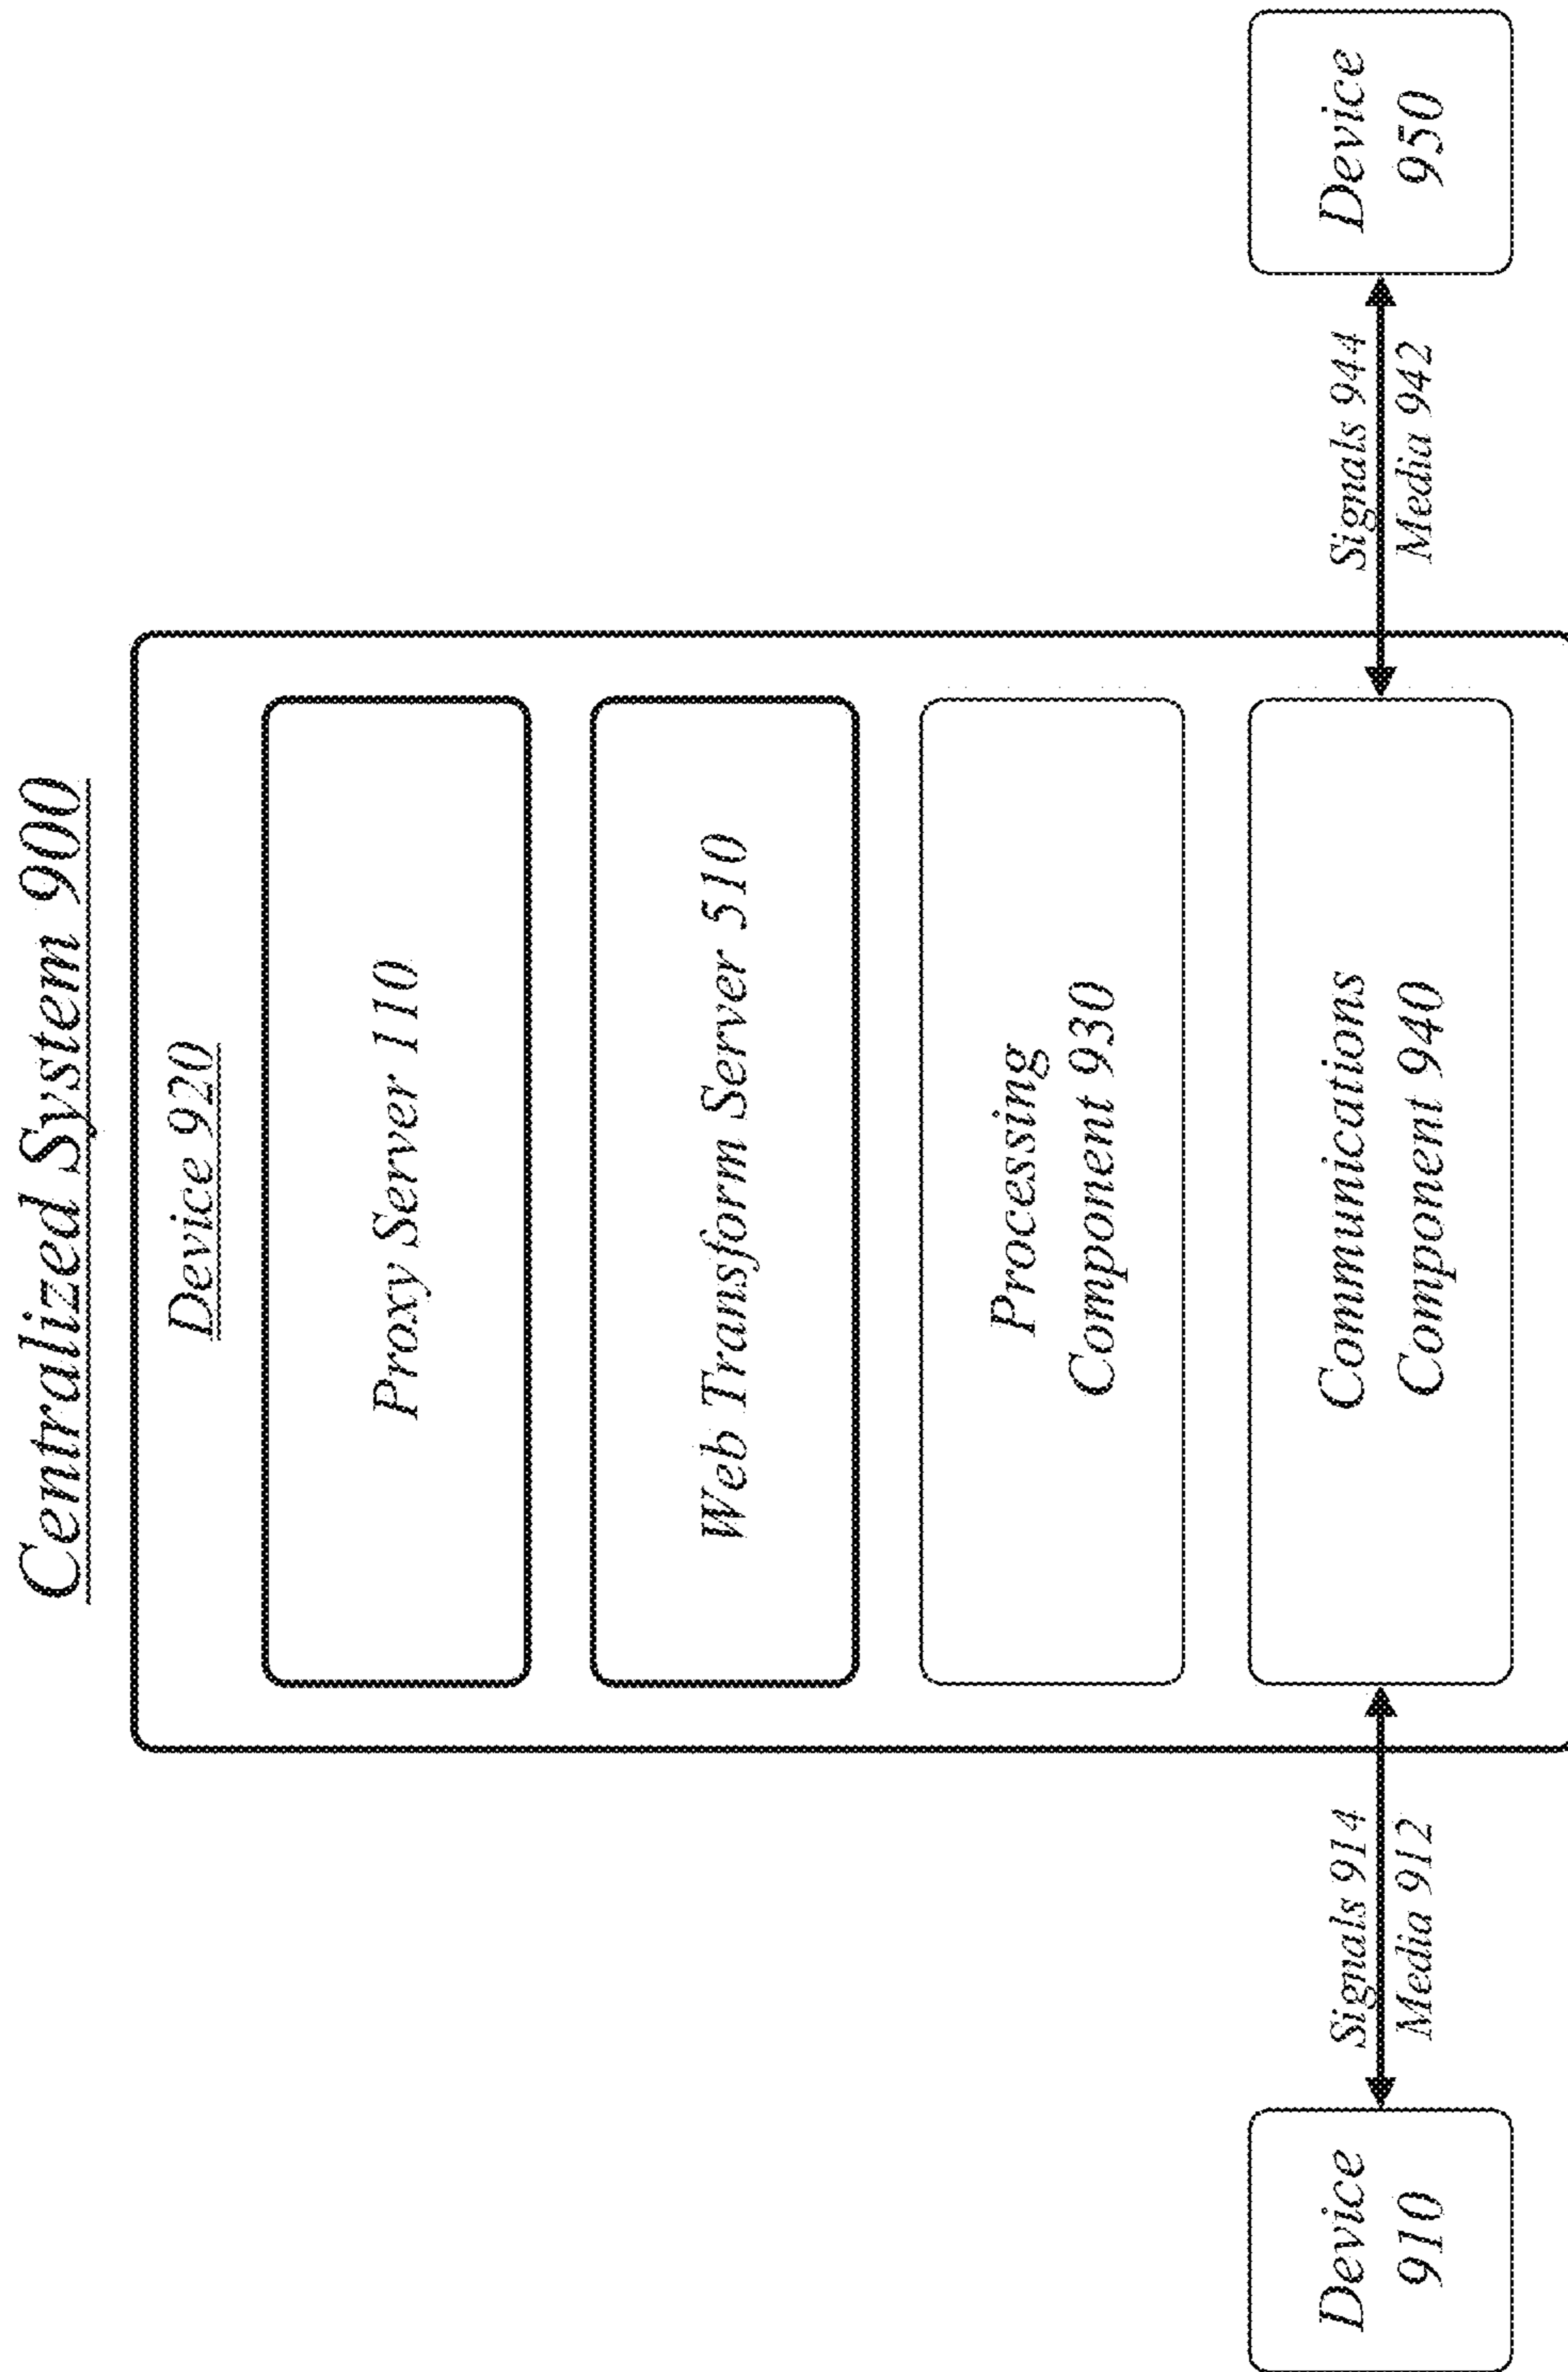 Centralized System 900
Device 920
Proxy Server 110
Web Transform Server 510
Processing
Component 930
Device
910
Signals 914
Media 912
Communications
Component 940
Signals 944
Media 942
Device
950